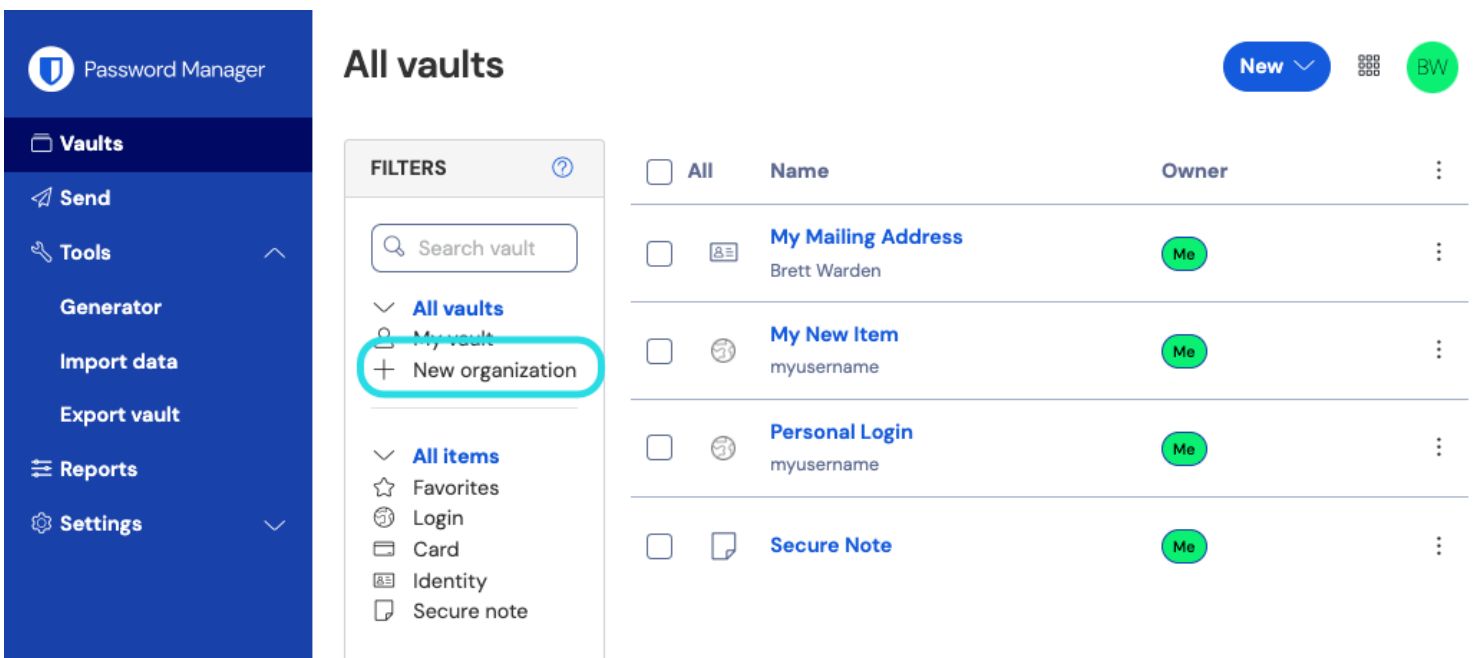 Password Manager
Vaults
Send
Tools
Generator
Import data
Export vault
Reports
Settings
All vaults
New
BW
FILTERS
?
Search vault
All vaults
My vault
New organization
All items
Favorites
Login
Card
Identity
Secure note
All Name Owner
My Mailing Address
Brett Warden
Me
My New Item
myusername
Me
Personal Login
myusername
Me
Secure Note
Me